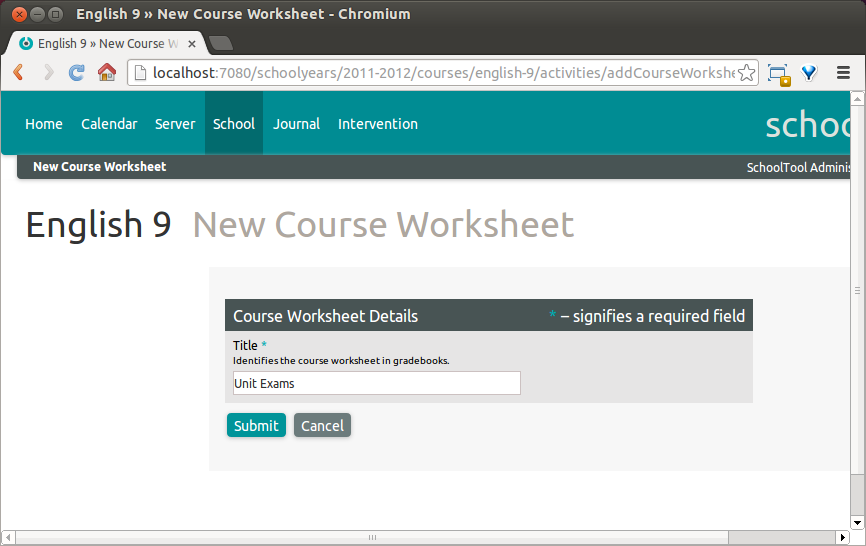 English 9 » New Course Worksheet - Chromium
English 9 » New Course W
localhost:7080/schoolyears/2011-2012/courses/english-9/activities/addCourseWorkshe
Home Calendar Server School Journal Intervention
schoo
New Course Worksheet SchoolTool Adminis
English 9 New Course Worksheet
Course Worksheet Details * – signifies a required field
Title *
Identifies the course worksheet in gradebooks.
Unit Exams
Submit Cancel